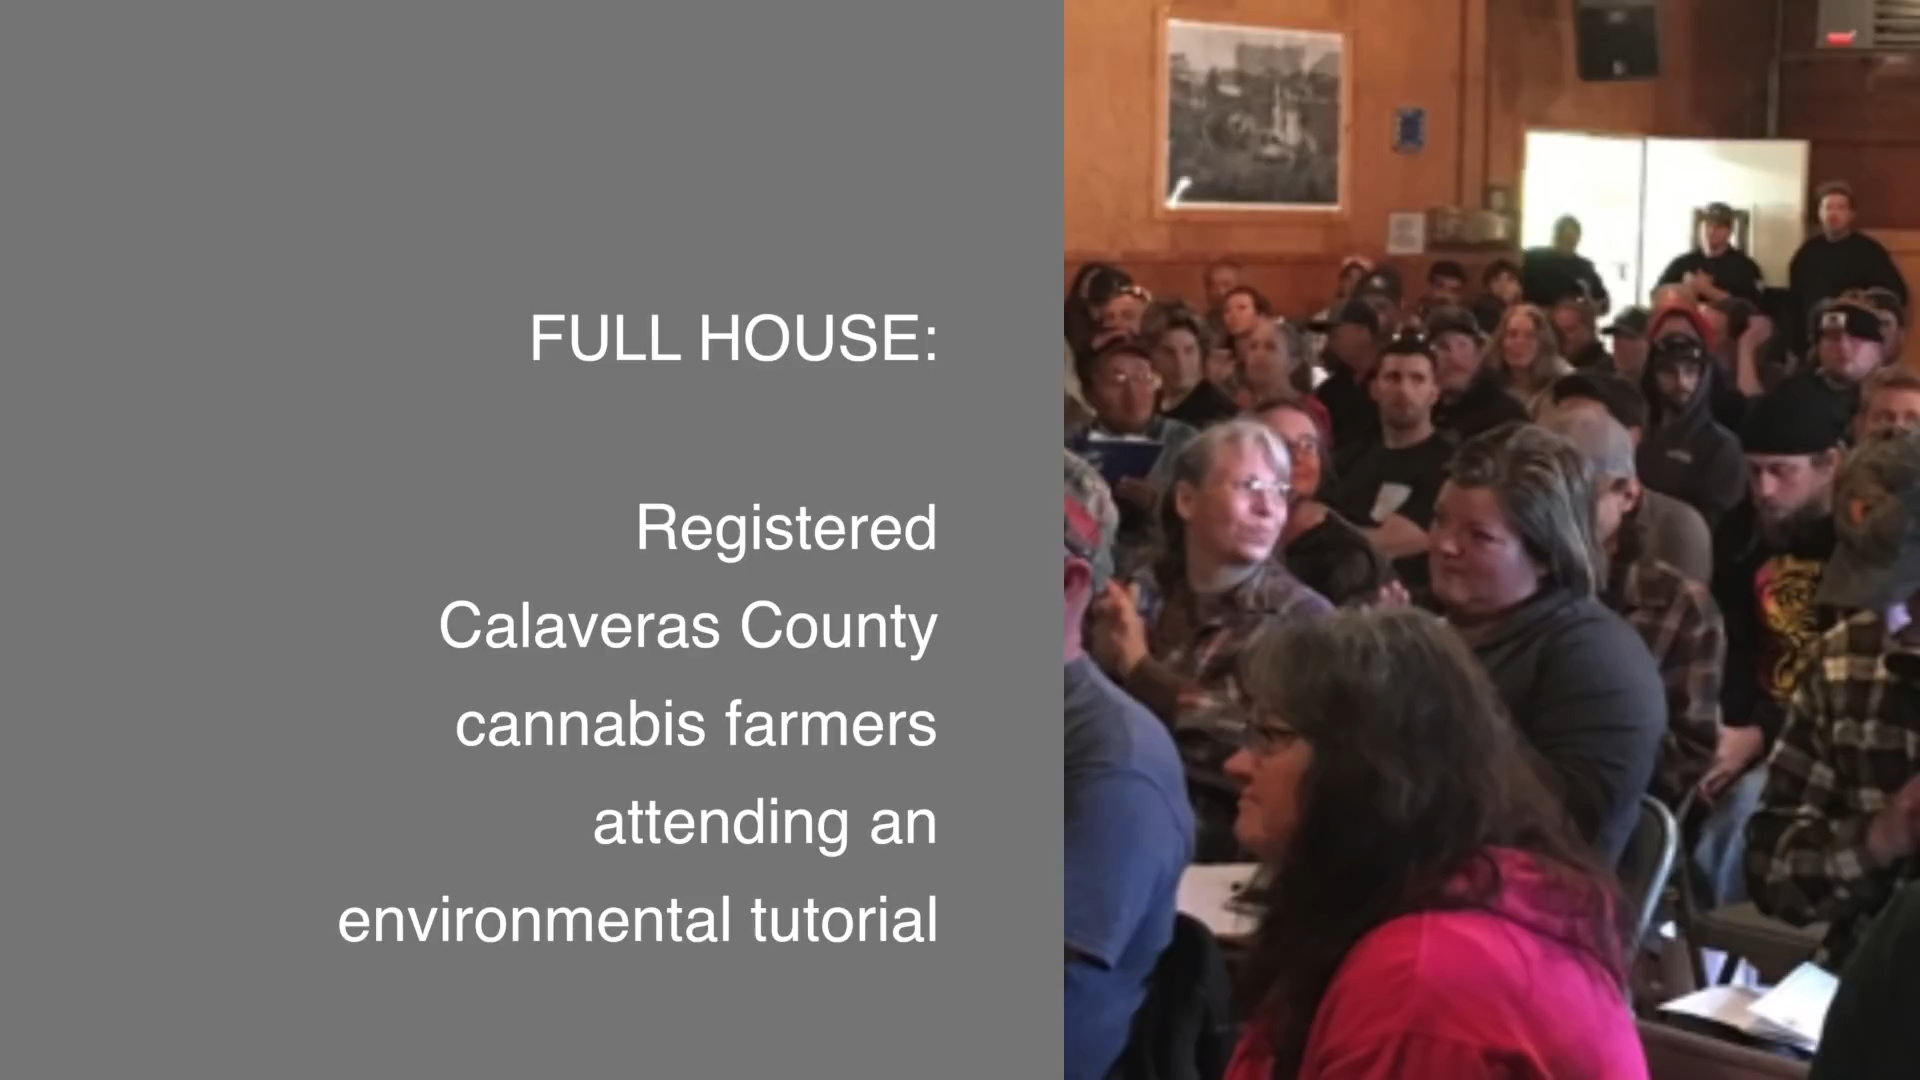 FULL HOUSE:
Registered
Calaveras County
cannabis farmers
attending an
environmental tutorial